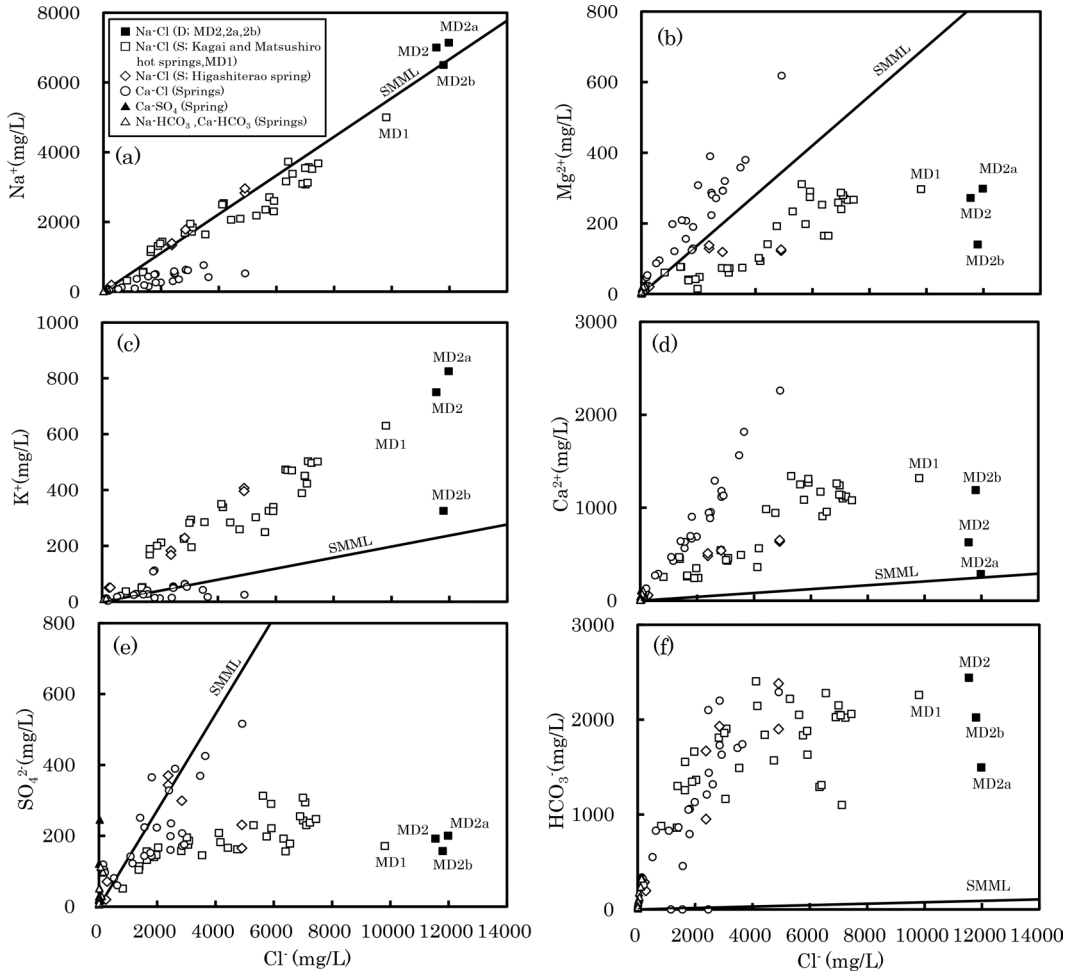 8000
6000
4000
2000
0
Na⁺(mg/L)
Na-Cl (D; MD2,2a,2b)
Na-Cl (S; Kagai and Matsushiro
hot springs,MD1)
Na-Cl (S; Higashiterao spring)
Ca-Cl (Springs)
Ca-SO₄ (Spring)
Na-HCO₃ ,Ca-HCO₃ (Springs)
(a)
MD2a
MD2
MD2b
SMML
MD1
800
600
400
200
0
Mg²⁺(mg/L)
(b)
SMML
MD1
MD2a
MD2
MD2b
1000
800
600
400
200
0
K⁺(mg/L)
(c)
MD2a
MD2
MD1
MD2b
SMML
3000
2000
1000
0
Ca²⁺(mg/L)
(d)
MD1
MD2b
MD2
MD2a
SMML
800
600
400
200
0
SO₄²⁻(mg/L)
(e)
SMML
MD2
MD2a
MD1
MD2b
0 2000 4000 6000 8000 10000 12000 14000
Cl⁻ (mg/L)
3000
2000
1000
0
HCO₃⁻(mg/L)
(f)
MD2
MD1
MD2b
MD2a
SMML
0 2000 4000 6000 8000 10000 12000 14000
Cl⁻ (mg/L)